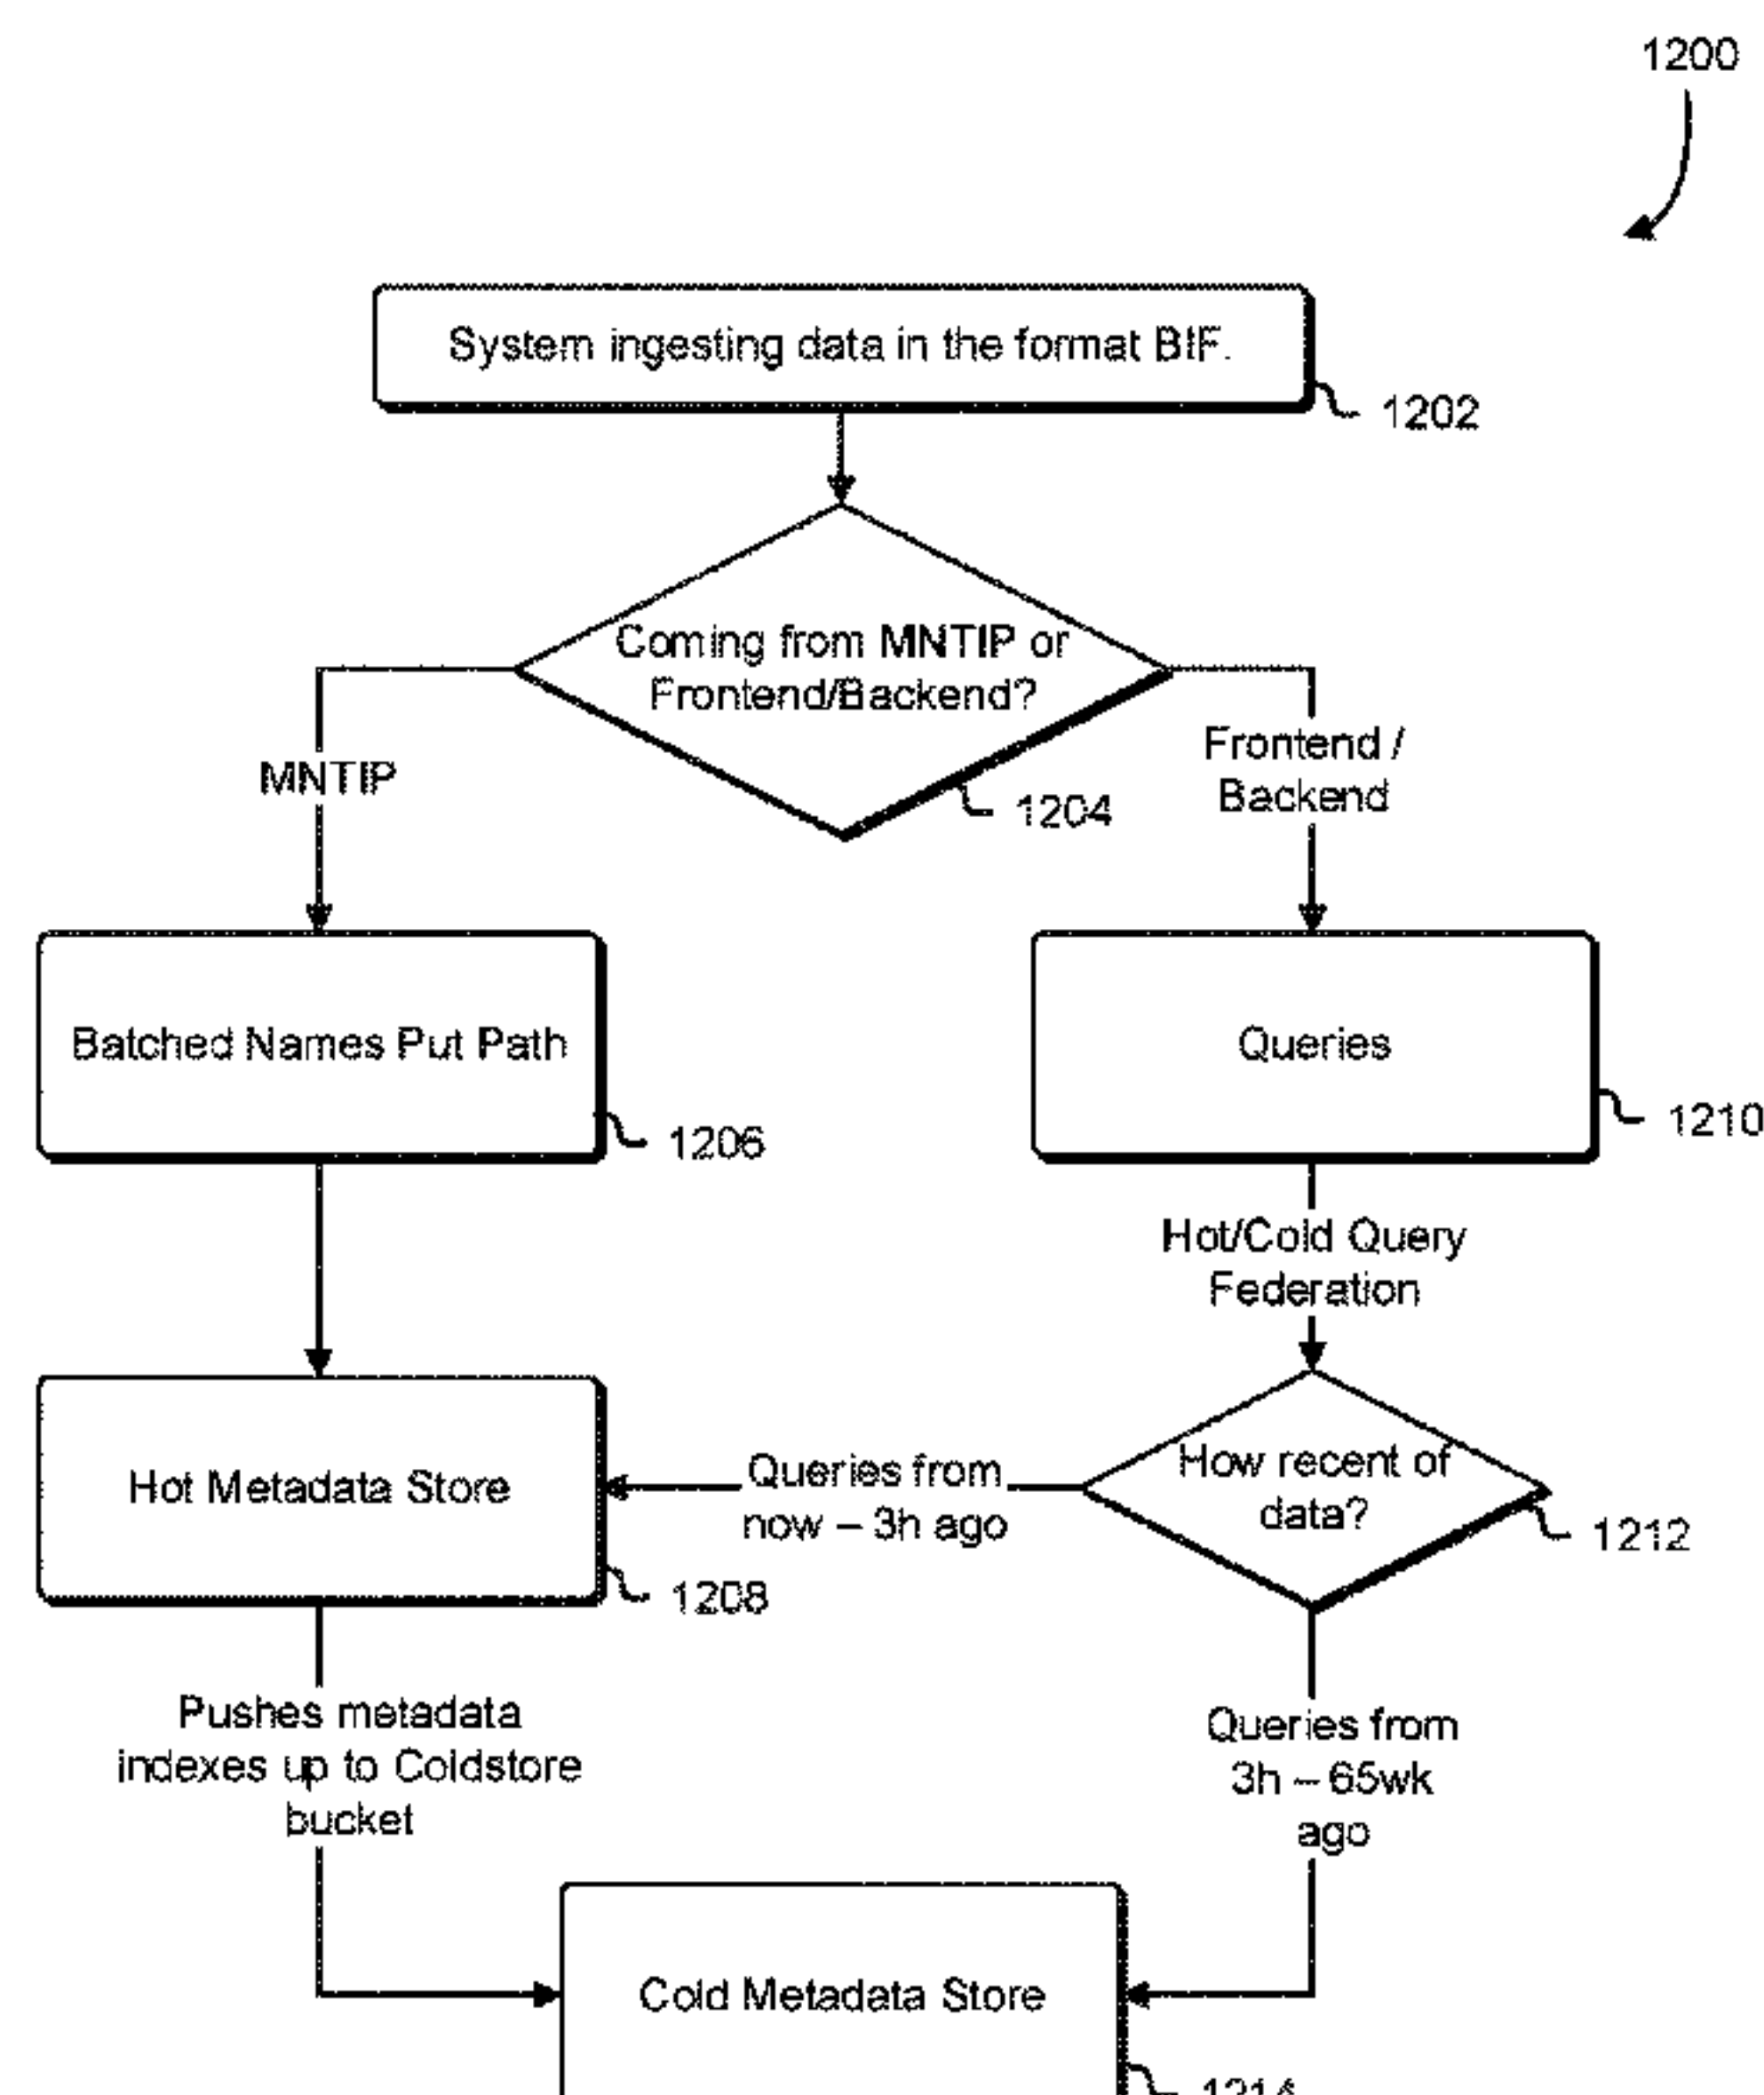 1200
System ingesting data in the format BIF.
1202
Coming from MNTIP or
Frontend/Backend?
1204
MNTIP
Frontend /
Backend
Batched Names Put Path
1206
Queries
1210
Hot/Cold Query
Federation
Hot Metadata Store
1208
Queries from
now – 3h ago
How recent of
data?
1212
Pushes metadata
indexes up to Coldstore
bucket
Queries from
3h – 65wk
ago
Cold Metadata Store
1214